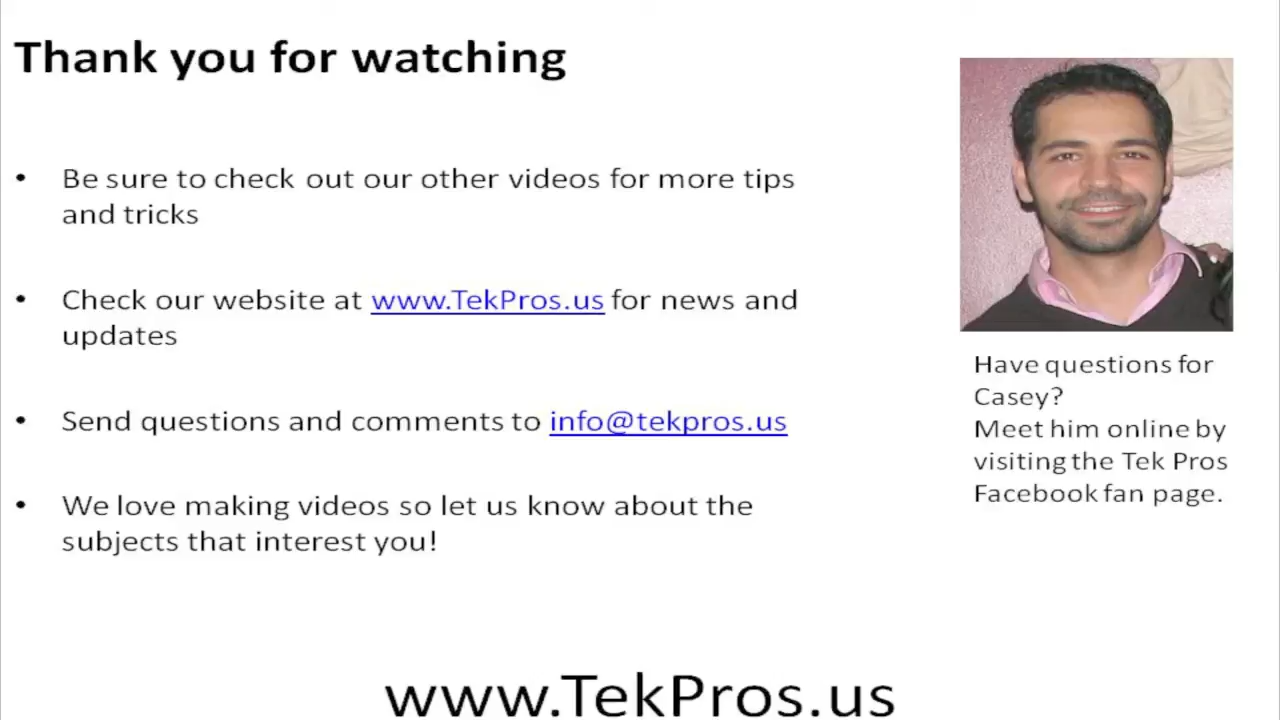 Thank you for watching
• Be sure to check out our other videos for more tips
and tricks
• Check our website at www.TekPros.us for news and
updates
• Send questions and comments to info@tekpros.us
• We love making videos so let us know about the
subjects that interest you!
Have questions for
Casey?
Meet him online by
visiting the Tek Pros
Facebook fan page.
www.TekPros.us